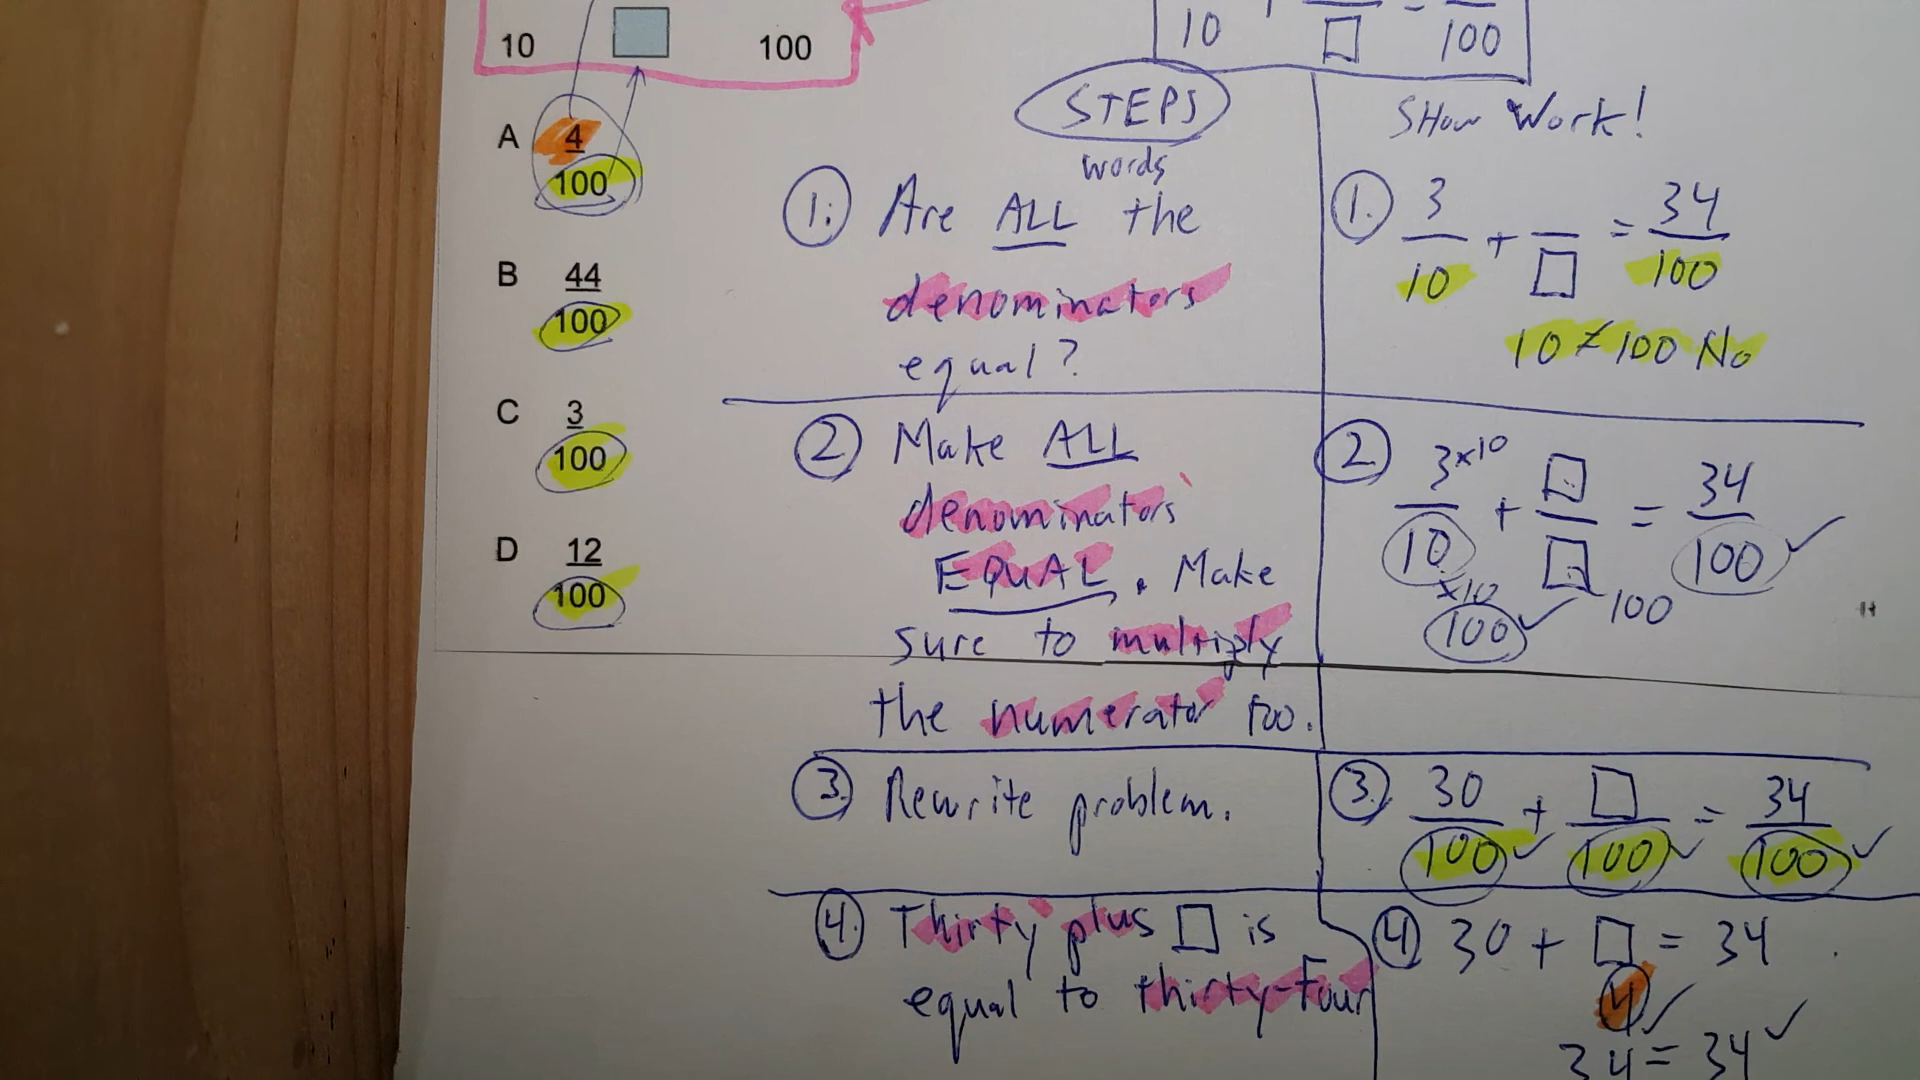 10 □ 100
10 + — □ = — 100
A 4/100
B 44/100
C 3/100
D 12/100
STEPS
words
1. Are ALL the
denominators
equal?
2 Make ALL
denominators
EQUAL. Make
sure to multiply
the numerator too.
3. Rewrite problem.
4. Thirty plus □ is
equal to thirty-four
SHow Work!
1. 3/10 + —/□ = 34/100
10 ≠ 100 No
2. 3×10/10×10 + □/□ = 34/100 ✓
100 ✓ 100
3. 30/100 ✓ + □/100 ✓ = 34/100 ✓
4 30 + □ = 34
4 ✓
34 = 34 ✓